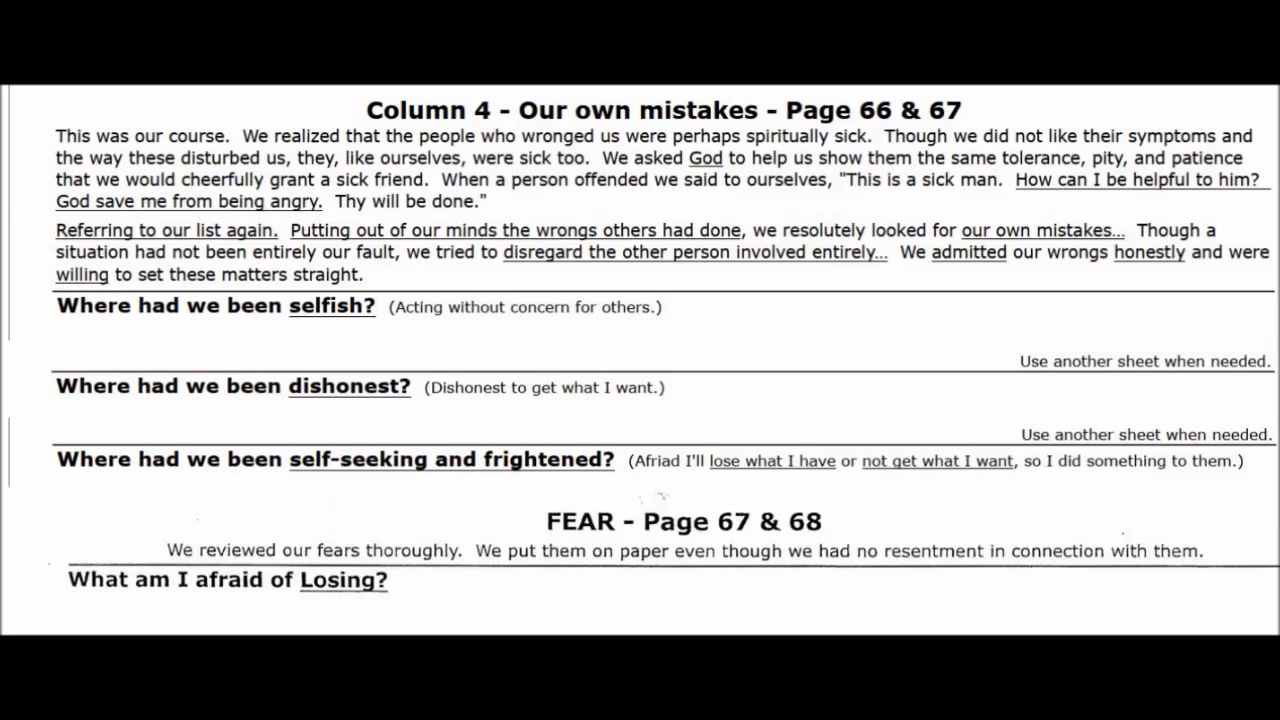 Column 4 - Our own mistakes - Page 66 & 67
This was our course. We realized that the people who wronged us were perhaps spiritually sick. Though we did not like their symptoms and
the way these disturbed us, they, like ourselves, were sick too. We asked God to help us show them the same tolerance, pity, and patience
that we would cheerfully grant a sick friend. When a person offended we said to ourselves, "This is a sick man. How can I be helpful to him?
God save me from being angry. Thy will be done."
Referring to our list again. Putting out of our minds the wrongs others had done, we resolutely looked for our own mistakes... Though a
situation had not been entirely our fault, we tried to disregard the other person involved entirely... We admitted our wrongs honestly and were
willing to set these matters straight.
Where had we been selfish? (Acting without concern for others.)
Use another sheet when needed.
Where had we been dishonest? (Dishonest to get what I want.)
Use another sheet when needed.
Where had we been self-seeking and frightened? (Afriad I'll lose what I have or not get what I want, so I did something to them.)
FEAR - Page 67 & 68
We reviewed our fears thoroughly. We put them on paper even though we had no resentment in connection with them.
What am I afraid of Losing?